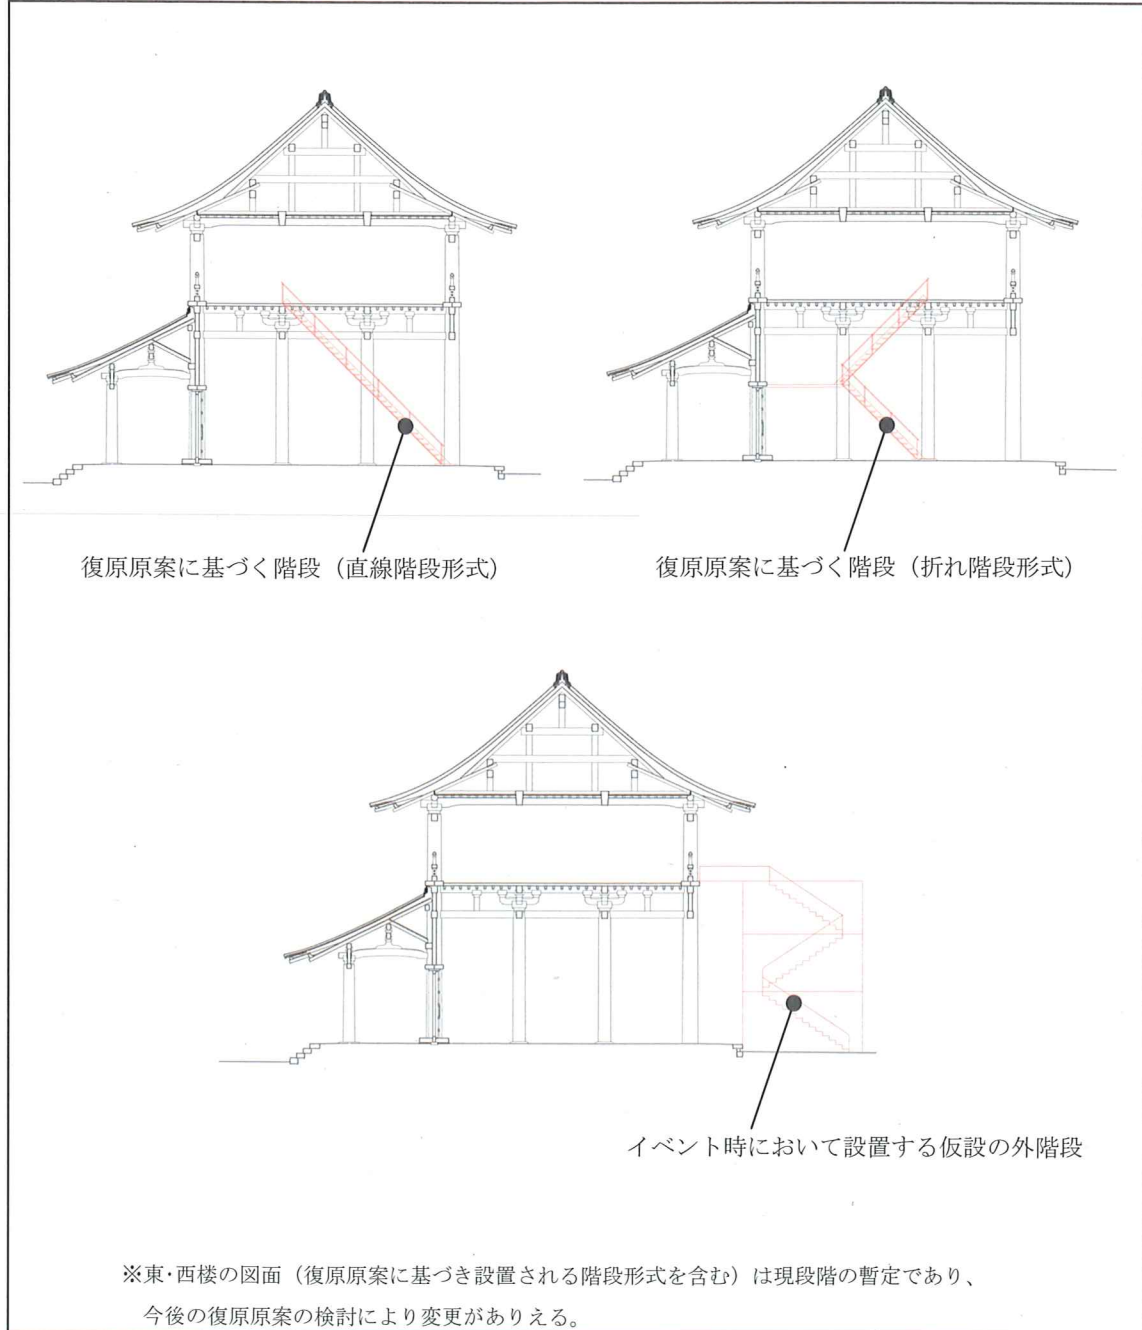 復原原案に基づく階段（直線階段形式）
復原原案に基づく階段（折れ階段形式）
イベント時において設置する仮設の外階段
※東・西楼の図面（復原原案に基づき設置される階段形式を含む）は現段階の暫定であり、
今後の復原原案の検討により変更がありえる。